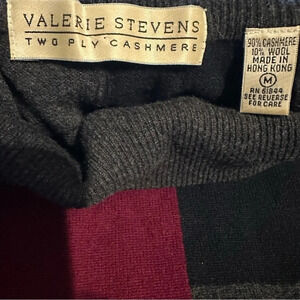 VALERIE STEVENS
TWO PLY CASHMERE
90% CASHMERE
10% WOOL
MADE IN
HONG KONG
M
RN 61844
SEE REVERSE
FOR CARE